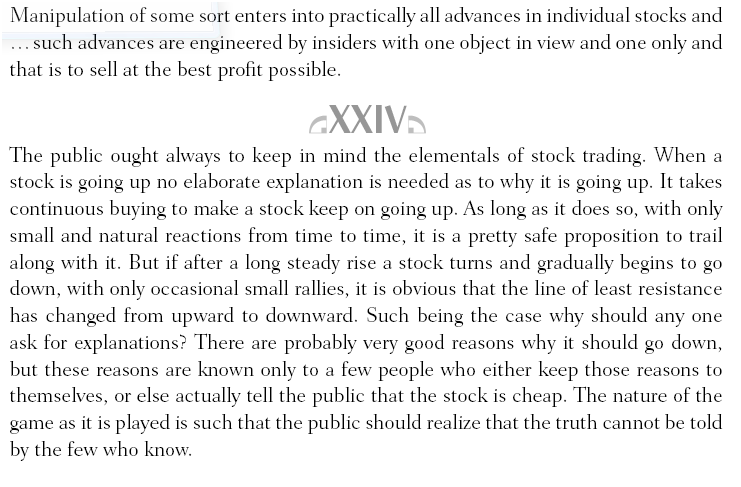 Manipulation of some sort enters into practically all advances in individual stocks and
... such advances are engineered by insiders with one object in view and one only and
that is to sell at the best profit possible.
XXIV
The public ought always to keep in mind the elementals of stock trading. When a
stock is going up no elaborate explanation is needed as to why it is going up. It takes
continuous buying to make a stock keep on going up. As long as it does so, with only
small and natural reactions from time to time, it is a pretty safe proposition to trail
along with it. But if after a long steady rise a stock turns and gradually begins to go
down, with only occasional small rallies, it is obvious that the line of least resistance
has changed from upward to downward. Such being the case why should any one
ask for explanations? There are probably very good reasons why it should go down,
but these reasons are known only to a few people who either keep those reasons to
themselves, or else actually tell the public that the stock is cheap. The nature of the
game as it is played is such that the public should realize that the truth cannot be told
by the few who know.